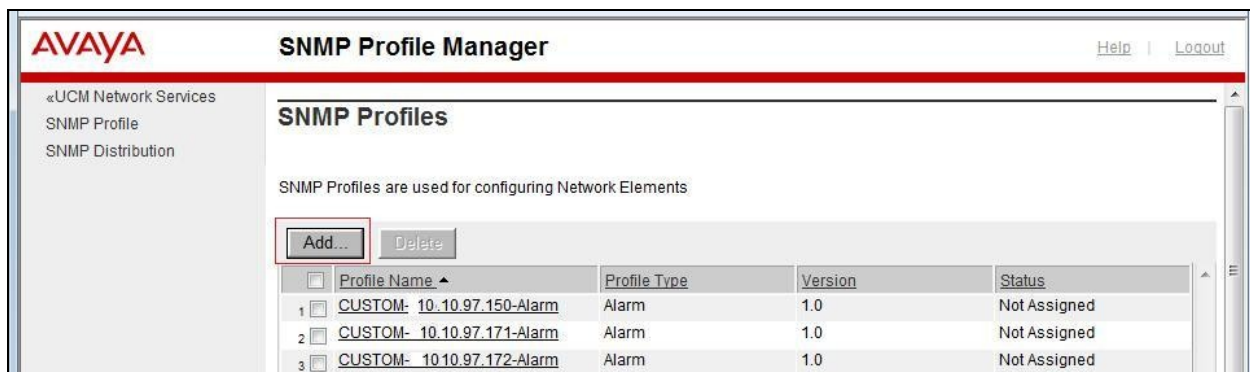 AVAYA SNMP Profile Manager Help | Logout
«UCM Network Services
SNMP Profile
SNMP Distribution
SNMP Profiles
SNMP Profiles are used for configuring Network Elements
Add... Delete
Profile Name Profile Type Version Status
1 CUSTOM- 10.10.97.150-Alarm Alarm 1.0 Not Assigned
2 CUSTOM- 10.10.97.171-Alarm Alarm 1.0 Not Assigned
3 CUSTOM- 1010.97.172-Alarm Alarm 1.0 Not Assigned